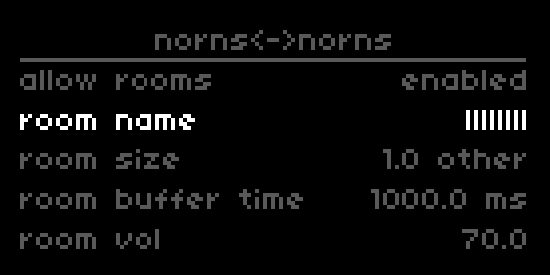 norns<->norns
allow rooms enabled
room name llllllll
room size 1.0 other
room buffer time 1000.0 ms
room vol 70.0